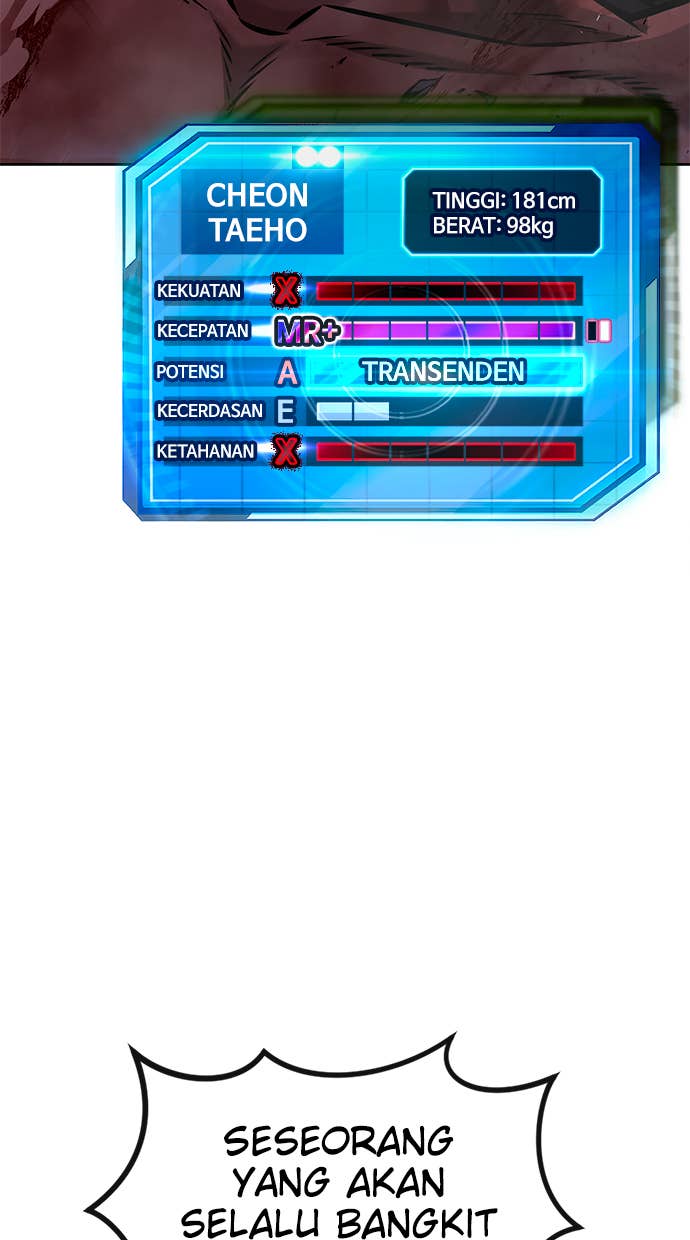 CHEON
TAEHO
TINGGI: 181cm
BERAT: 98kg
KEKUATAN X
KECEPATAN MR+
POTENSI A TRANSENDEN
KECERDASAN E
KETAHANAN X
SESEORANG
YANG AKAN
SELALU BANGKIT